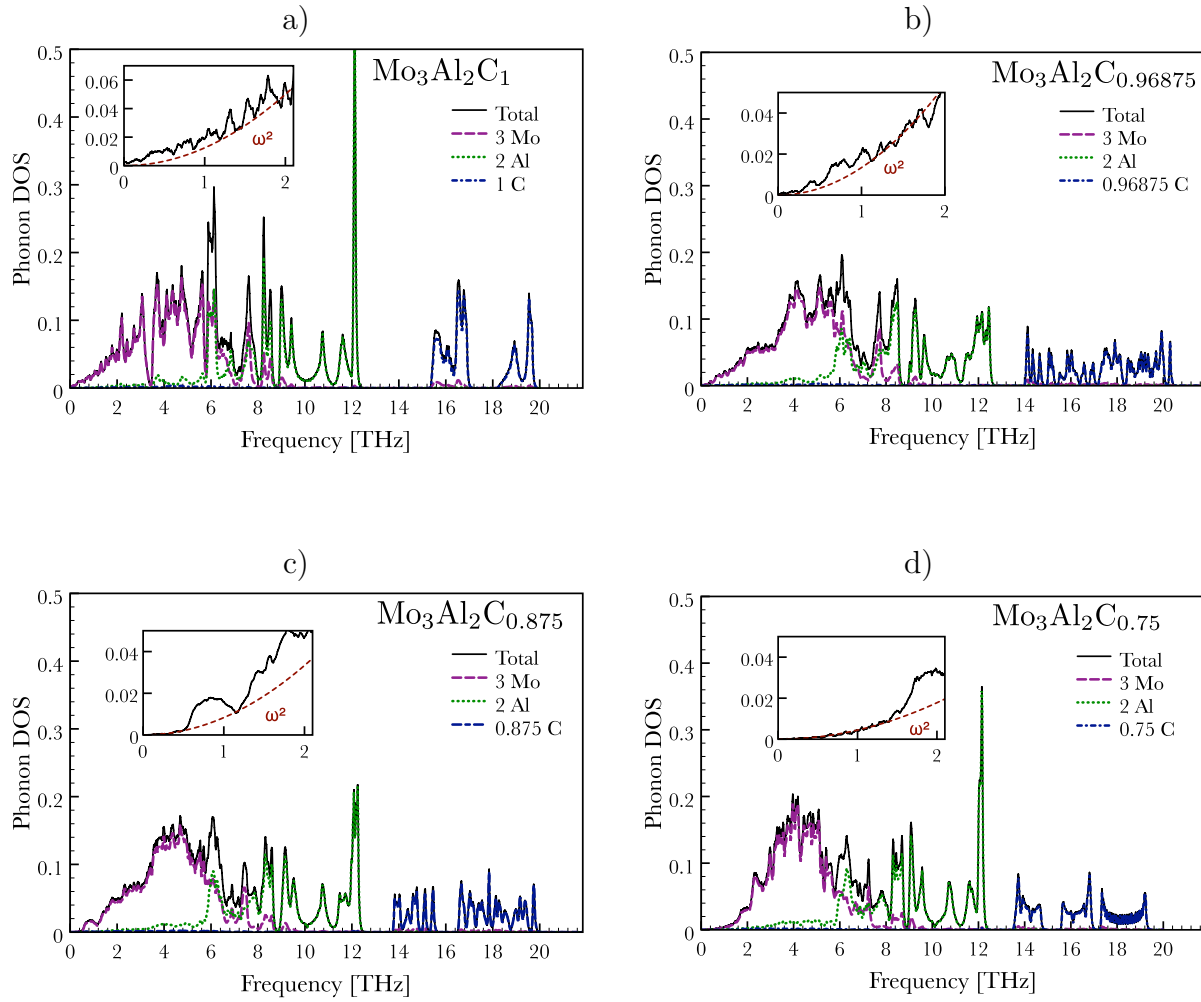 a)
Mo₃Al₂C₁
Total
3 Mo
2 Al
1 C
ω²
0.06
0.04
0.02
0
0 1 2
Phonon DOS
0.5
0.4
0.3
0.2
0.1
0
0 2 4 6 8 10 12 14 16 18 20
Frequency [THz]
b)
Mo₃Al₂C₀.₉₆₈₇₅
Total
3 Mo
2 Al
0.96875 C
ω²
0.04
0.02
0
0 1 2
Phonon DOS
0.5
0.4
0.3
0.2
0.1
0
0 2 4 6 8 10 12 14 16 18 20
Frequency [THz]
c)
Mo₃Al₂C₀.₈₇₅
Total
3 Mo
2 Al
0.875 C
ω²
0.04
0.02
0
0 1 2
Phonon DOS
0.5
0.4
0.3
0.2
0.1
0
0 2 4 6 8 10 12 14 16 18 20
Frequency [THz]
d)
Mo₃Al₂C₀.₇₅
Total
3 Mo
2 Al
0.75 C
ω²
0.04
0.02
0
0 1 2
Phonon DOS
0.5
0.4
0.3
0.2
0.1
0
0 2 4 6 8 10 12 14 16 18 20
Frequency [THz]